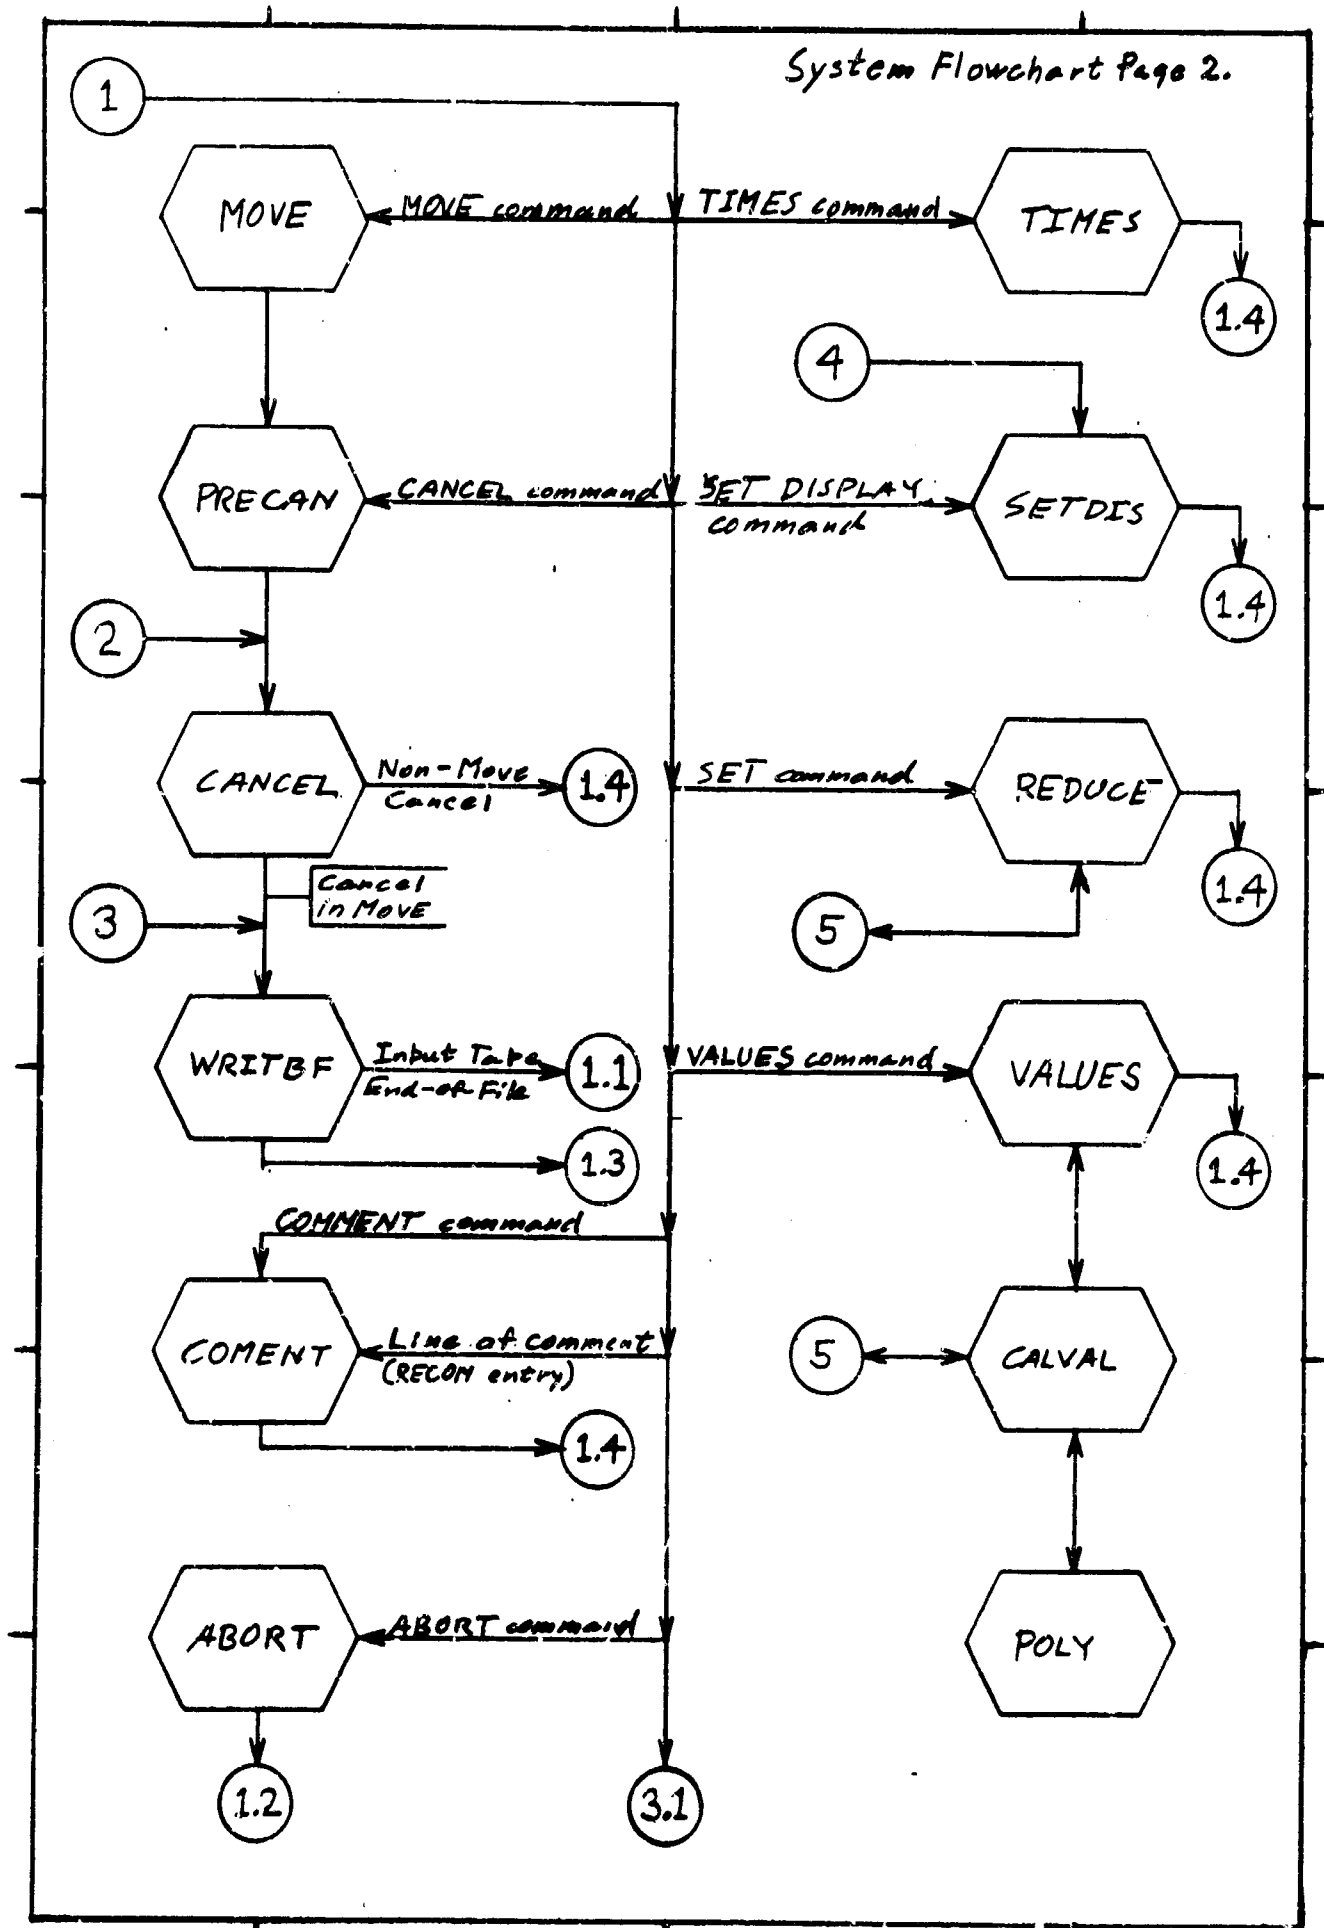 System Flowchart Page 2.
1
MOVE
MOVE command
TIMES command
TIMES
1.4
4
PRECAN
CANCEL command
SET DISPLAY
command
SETDIS
1.4
2
CANCEL
Non-Move
Cancel
1.4
SET command
REDUCE
1.4
Cancel
in MOVE
3
5
WRITBF
Input Tape
End-of File
1.1
VALUES command
VALUES
1.4
1.3
COMMENT command
COMENT
Line of comment
(RECOM entry)
5
CALVAL
1.4
ABORT
ABORT command
POLY
1.2
3.1